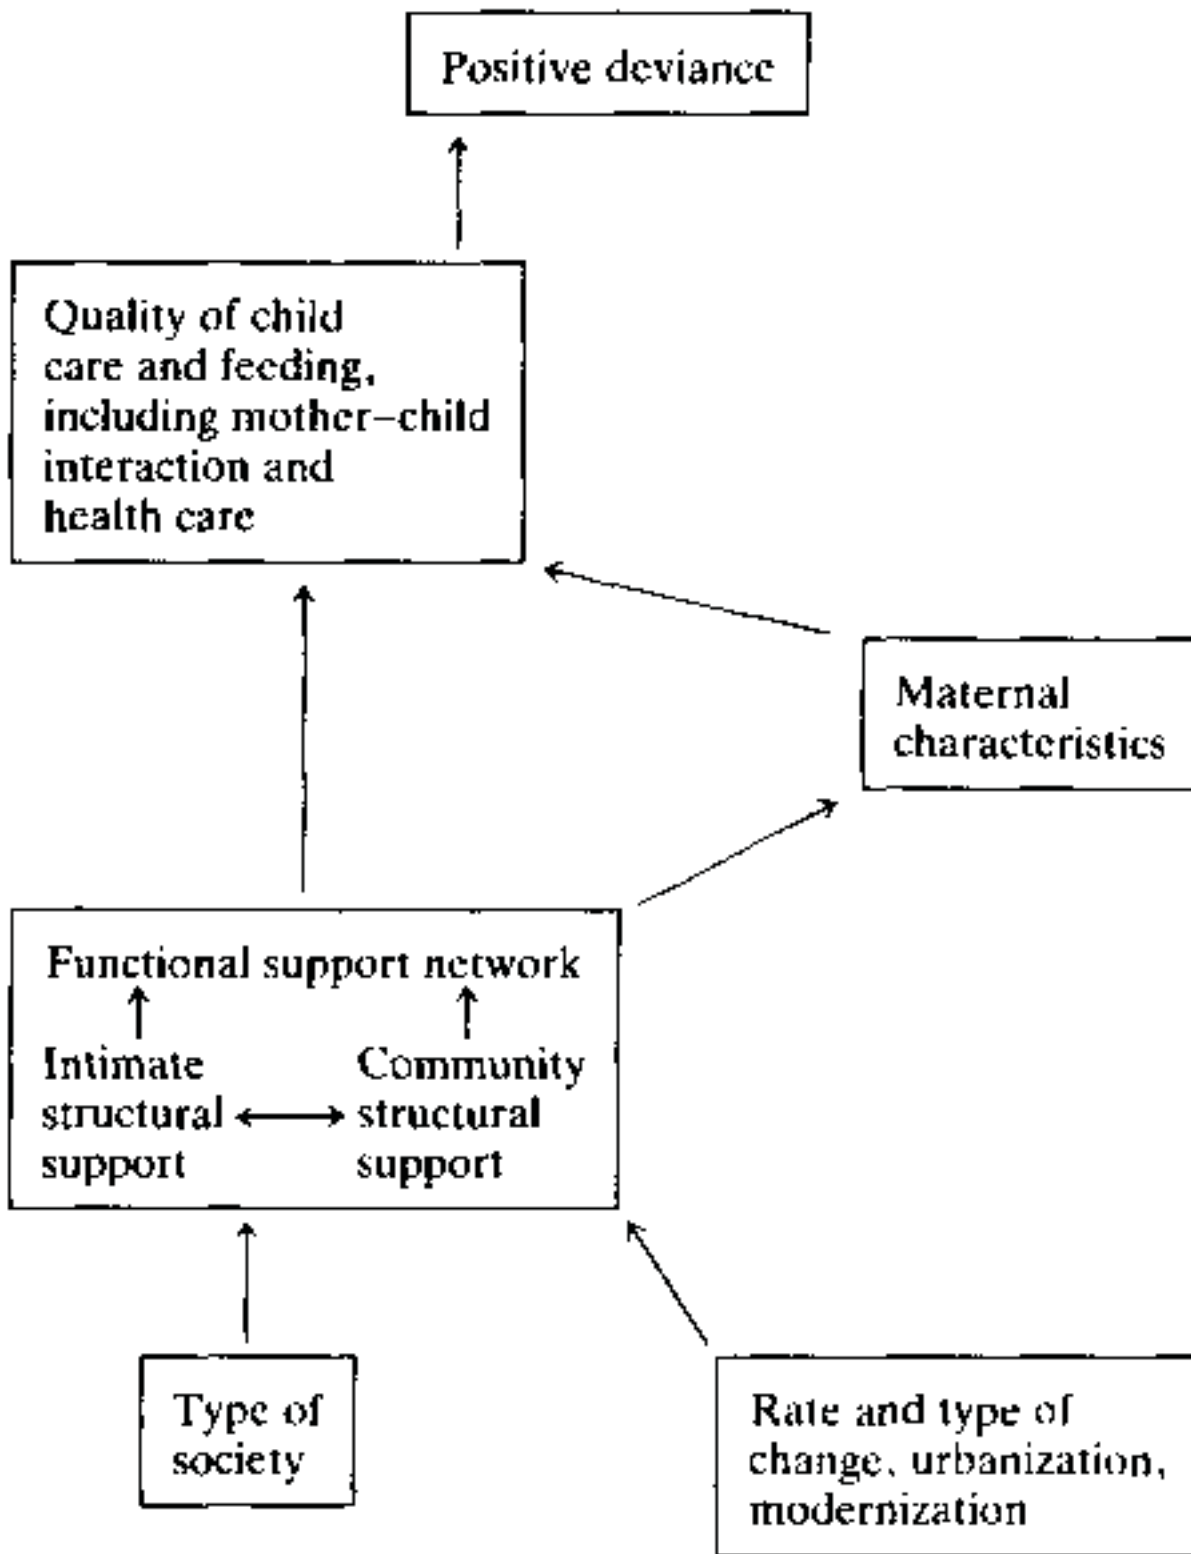 Positive deviance
Quality of child
care and feeding,
including mother–child
interaction and
health care
Maternal
characteristics
Functional support network
Intimate
structural
support
Community
structural
support
Type of
society
Rate and type of
change, urbanization,
modernization